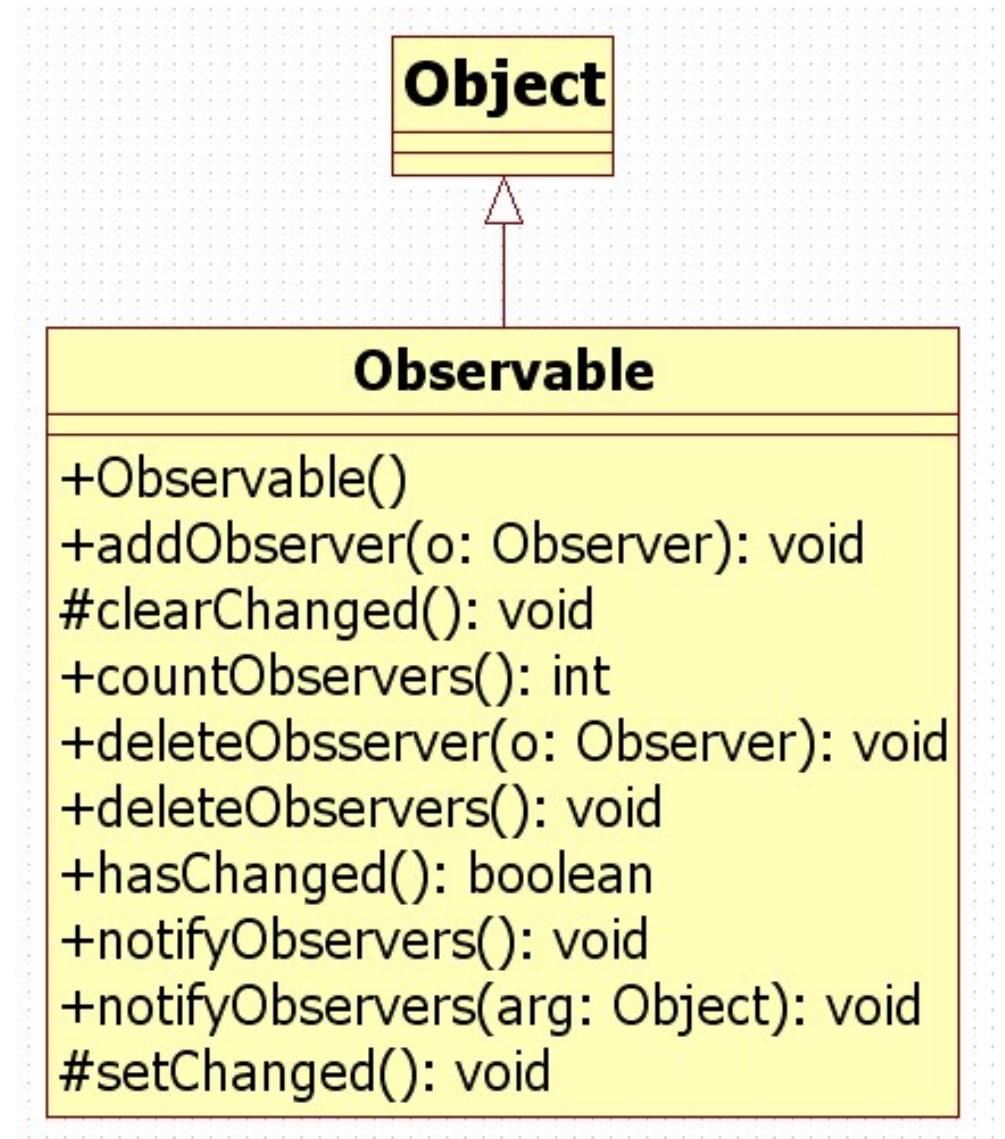 Object
Observable
+Observable()
+addObserver(o: Observer): void
#clearChanged(): void
+countObservers(): int
+deleteObsserver(o: Observer): void
+deleteObservers(): void
+hasChanged(): boolean
+notifyObservers(): void
+notifyObservers(arg: Object): void
#setChanged(): void